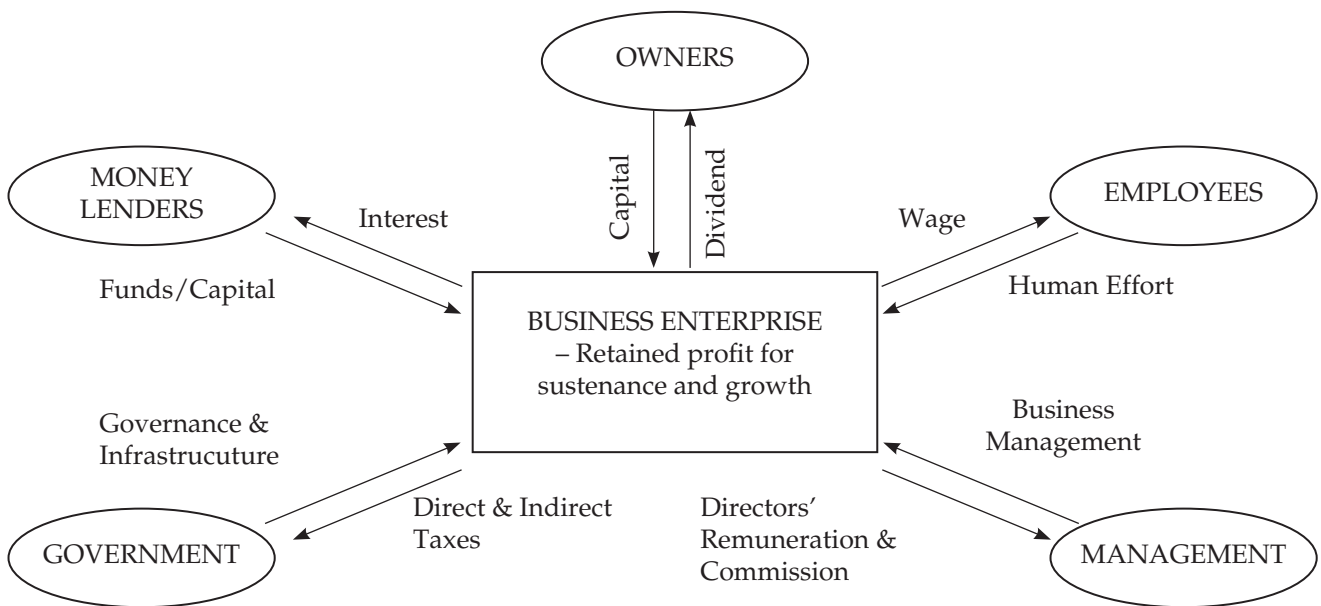 OWNERS
MONEY
LENDERS
EMPLOYEES
Capital
Dividend
Interest
Wage
Funds/Capital
Human Effort
BUSINESS ENTERPRISE
– Retained profit for
sustenance and growth
Governance &
Infrastrucuture
Business
Management
Direct & Indirect
Taxes
Directors’
Remuneration &
Commission
GOVERNMENT
MANAGEMENT